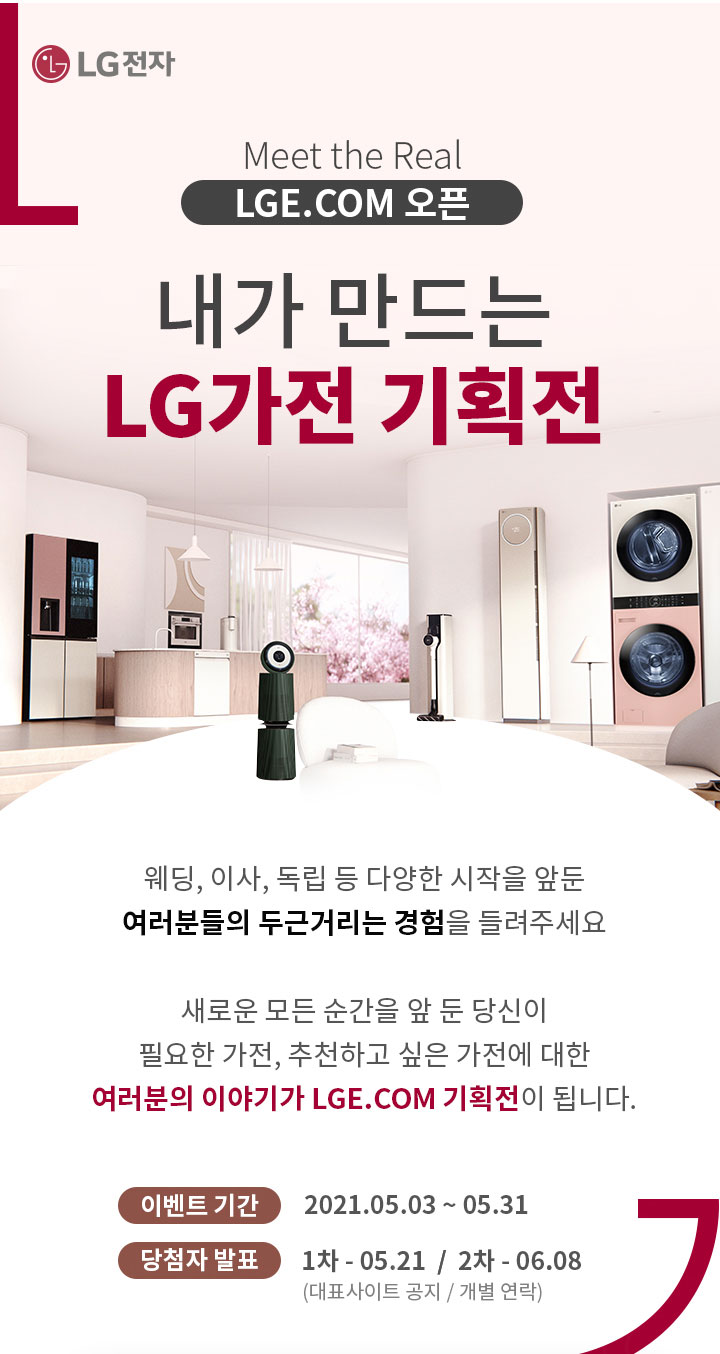 LG전자
Meet the Real
LGE.COM 오픈
내가 만드는
LG가전 기획전
웨딩, 이사, 독립 등 다양한 시작을 앞둔
여러분들의 두근거리는 경험을 들려주세요
새로운 모든 순간을 앞 둔 당신이
필요한 가전, 추천하고 싶은 가전에 대한
여러분의 이야기가 LGE.COM 기획전이 됩니다.
이벤트 기간 2021.05.03 ~ 05.31
당첨자 발표 1차 - 05.21 / 2차 - 06.08
(대표사이트 공지 / 개별 연락)